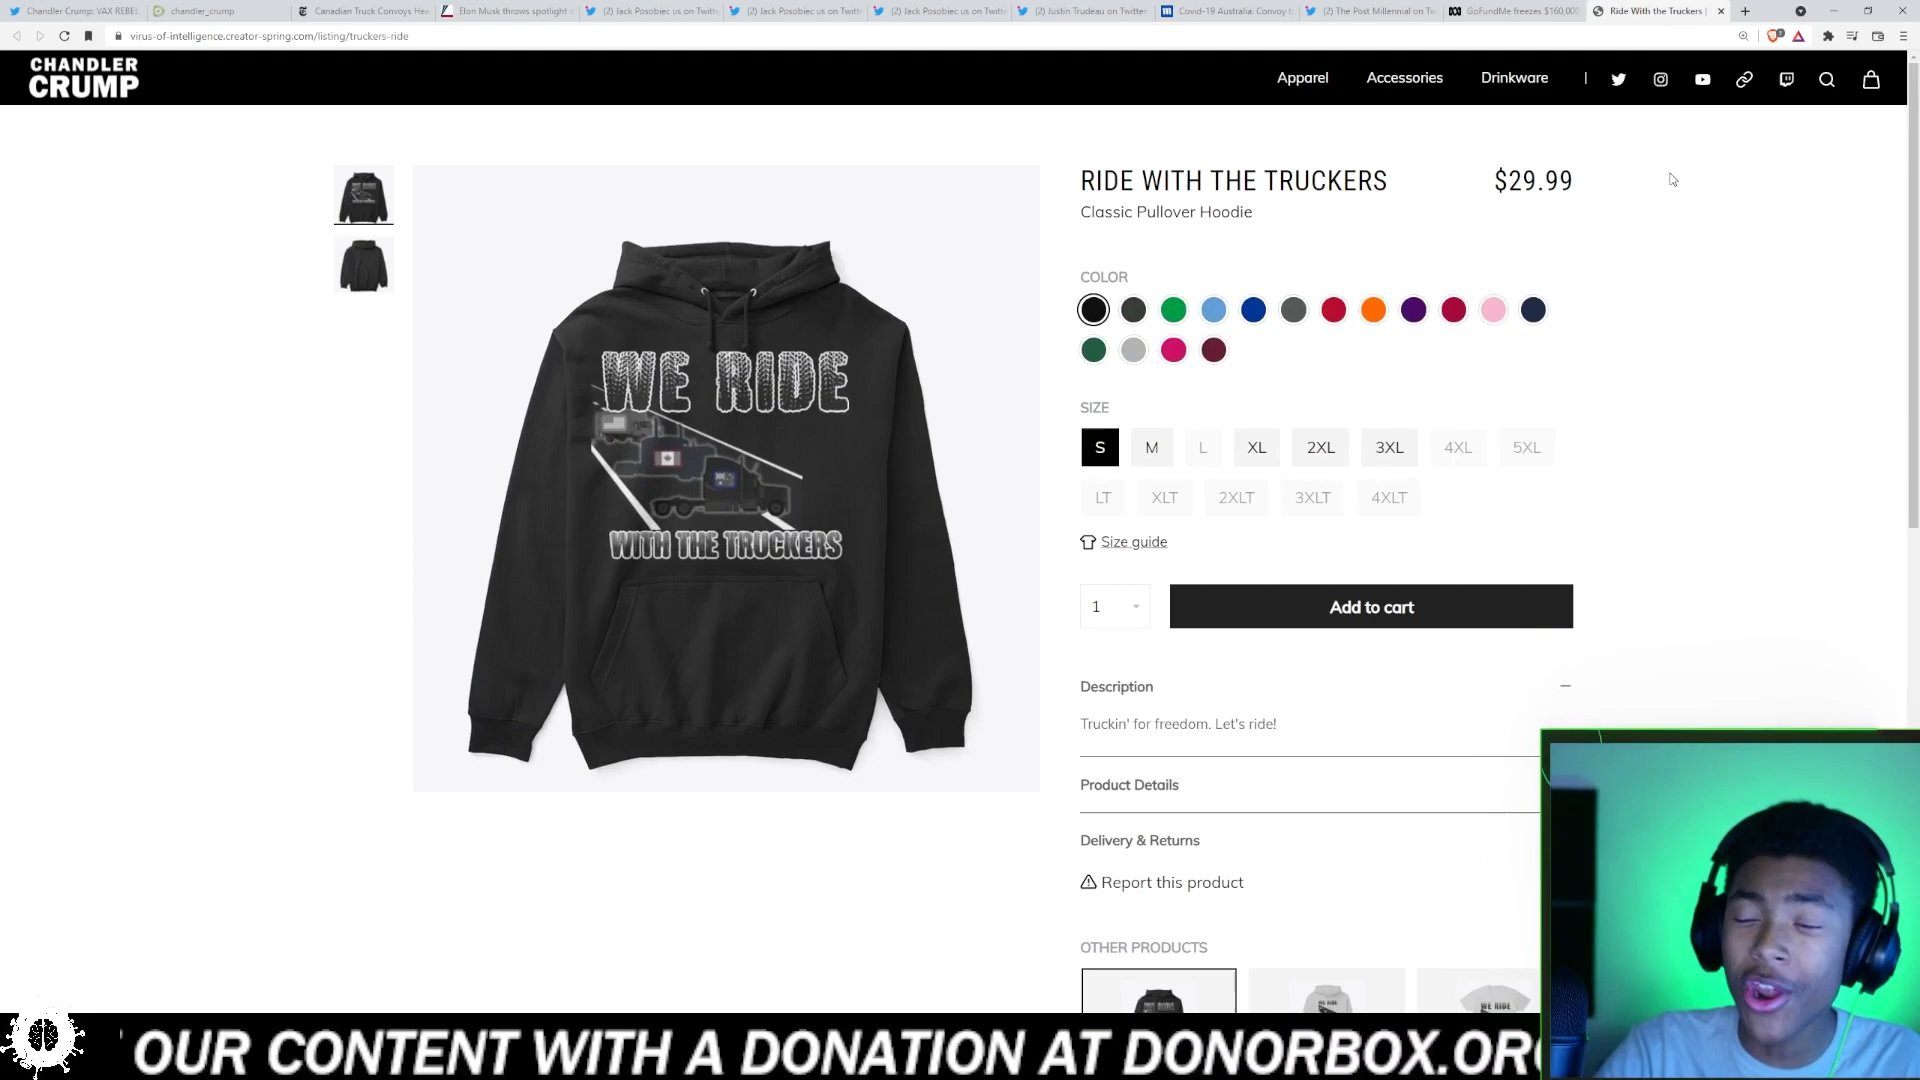 Chandler Crump: VAX REBEL
chandler_crump
Canadian Truck Convoys Hea
Elon Musk throws spotlight o
(2) Jack Posobiec us on Twitt
(2) Jack Posobiec us on Twitt
(2) Jack Posobiec us on Twitt
(2) Justin Trudeau on Twitter
Covid-19 Australia: Convoy t
(2) The Post Millennial on Tw
GoFundMe freezes $160,000
Ride With the Truckers |
virus-of-intelligence.creator-spring.com/listing/truckers-ride
CHANDLER
CRUMP
Apparel
Accessories
Drinkware
RIDE WITH THE TRUCKERS
$29.99
Classic Pullover Hoodie
COLOR
WE RIDE
WITH THE TRUCKERS
SIZE
S M L XL 2XL 3XL 4XL 5XL
LT XLT 2XLT 3XLT 4XLT
Size guide
1
Add to cart
Description
Truckin' for freedom. Let's ride!
Product Details
Delivery & Returns
Report this product
OTHER PRODUCTS
WE RIDE
WE RIDE
OUR CONTENT WITH A DONATION AT DONORBOX.ORG